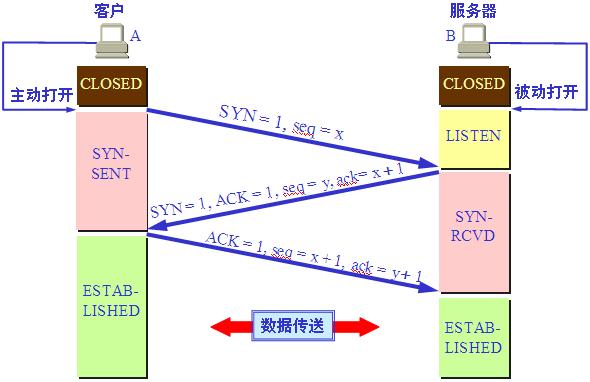 客户
服务器
A
B
主动打开
CLOSED
CLOSED
被动打开
SYN = 1, seq = x
LISTEN
SYN-
SENT
SYN = 1, ACK = 1, seq = y, ack= x + 1
SYN-
RCVD
ACK = 1, seq = x + 1, ack = y + 1
ESTAB-
LISHED
数据传送
ESTAB-
LISHED